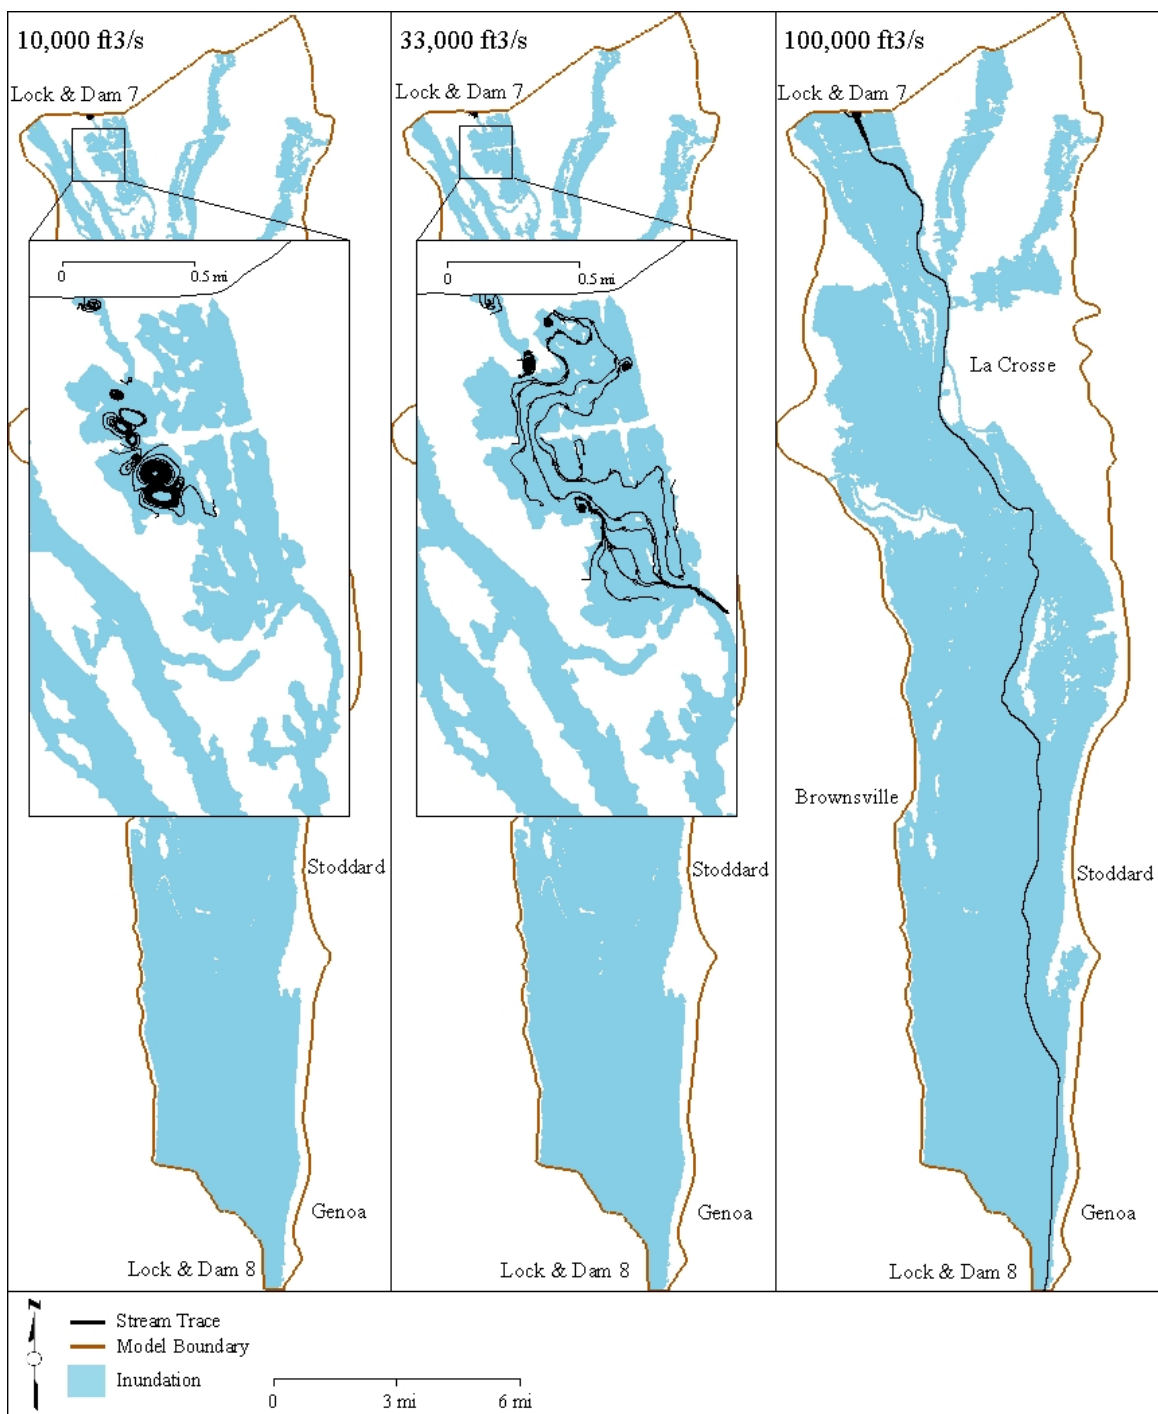 10,000 ft3/s
Lock & Dam 7
0 0.5 mi
Stoddard
Genoa
Lock & Dam 8
33,000 ft3/s
Lock & Dam 7
0 0.5 mi
Stoddard
Genoa
Lock & Dam 8
100,000 ft3/s
Lock & Dam 7
La Crosse
Brownsville
Stoddard
Genoa
Lock & Dam 8
N
Stream Trace
Model Boundary
Inundation
0 3 mi 6 mi